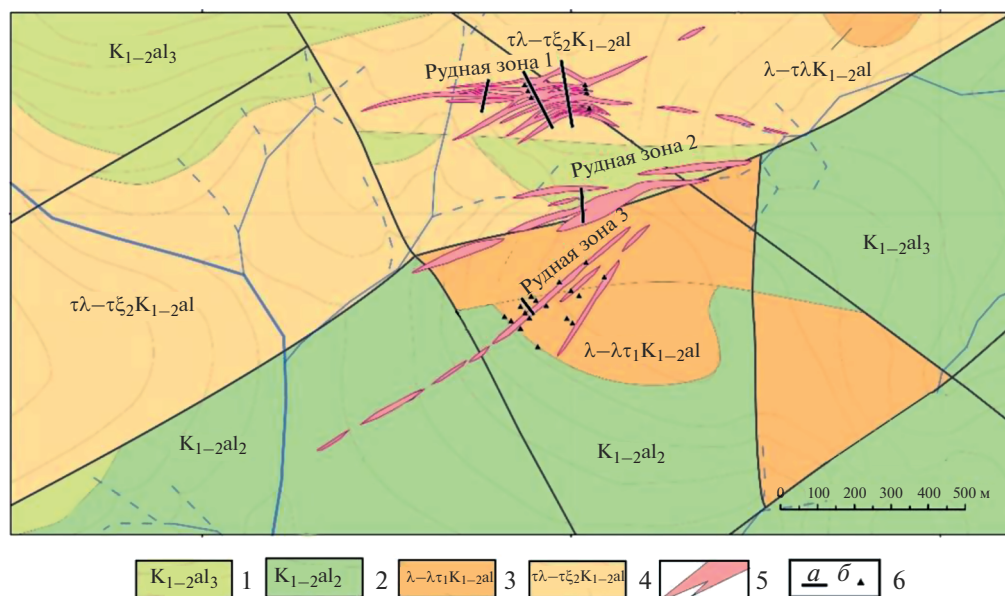 K₁₋₂al₃
τλ–τξ₂K₁₋₂al
Рудная зона 1
λ–τλK₁₋₂al
Рудная зона 2
K₁₋₂al₃
Рудная зона 3
τλ–τξ₂K₁₋₂al
λ–λτ₁K₁₋₂al
K₁₋₂al₂
K₁₋₂al₂
0 100 200 300 400 500 м
K₁₋₂al₃ 1 K₁₋₂al₂ 2 λ–λτ₁K₁₋₂al 3 τλ–τξ₂K₁₋₂al 4 5 а б 6